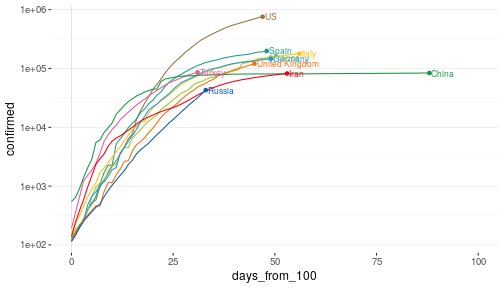 1e+06
1e+05
1e+04
1e+03
1e+02
confirmed
US
Spain
Italy
Germany
United Kingdom
Turkey
Iran
China
Russia
0
25
50
75
100
days_from_100